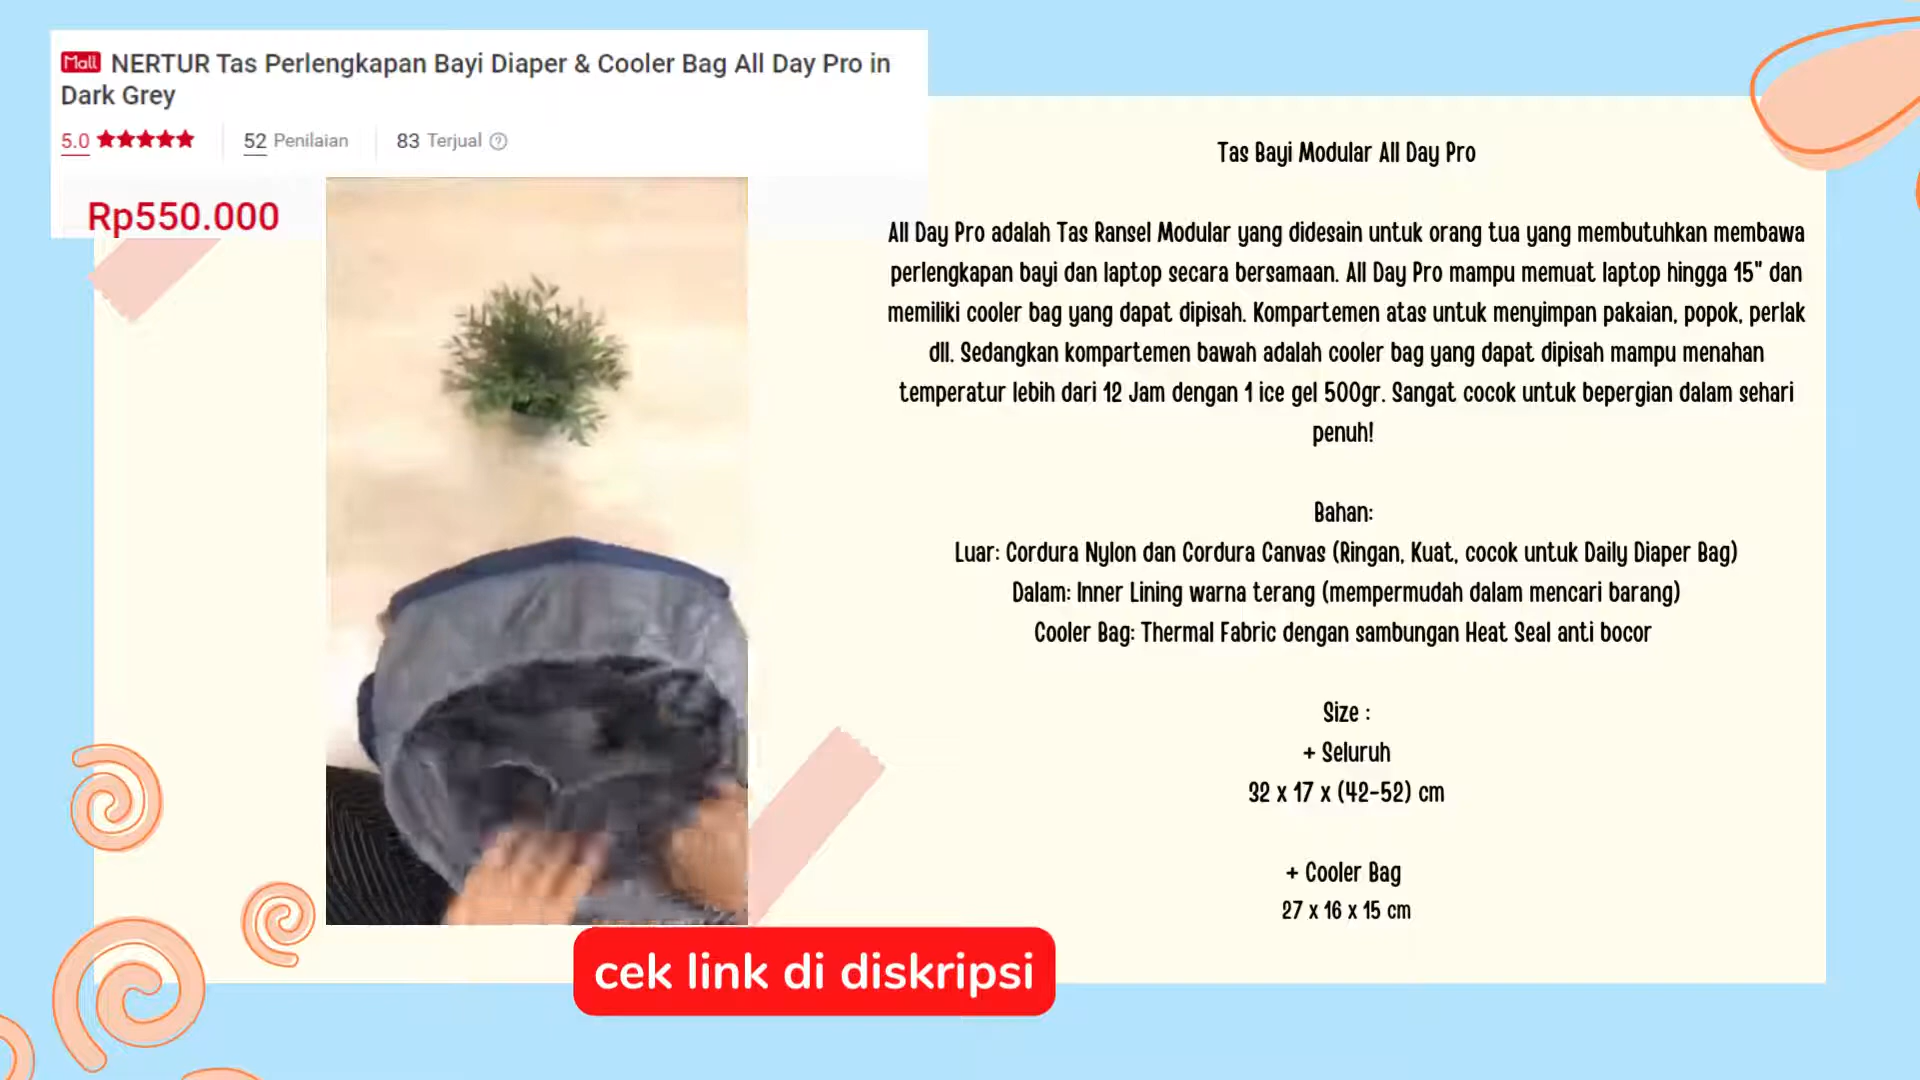 Mall NERTUR Tas Perlengkapan Bayi Diaper & Cooler Bag All Day Pro in
Dark Grey
5.0 52 Penilaian 83 Terjual
Rp550.000
Tas Bayi Modular All Day Pro
All Day Pro adalah Tas Ransel Modular yang didesain untuk orang tua yang membutuhkan membawa
perlengkapan bayi dan laptop secara bersamaan. All Day Pro mampu memuat laptop hingga 15" dan
memiliki cooler bag yang dapat dipisah. Kompartemen atas untuk menyimpan pakaian, popok, perlak
dll. Sedangkan kompartemen bawah adalah cooler bag yang dapat dipisah mampu menahan
temperatur lebih dari 12 Jam dengan 1 ice gel 500gr. Sangat cocok untuk bepergian dalam sehari
penuh!
Bahan:
Luar: Cordura Nylon dan Cordura Canvas (Ringan, Kuat, cocok untuk Daily Diaper Bag)
Dalam: Inner Lining warna terang (mempermudah dalam mencari barang)
Cooler Bag: Thermal Fabric dengan sambungan Heat Seal anti bocor
Size :
+ Seluruh
32 x 17 x (42-52) cm
+ Cooler Bag
27 x 16 x 15 cm
cek link di diskripsi